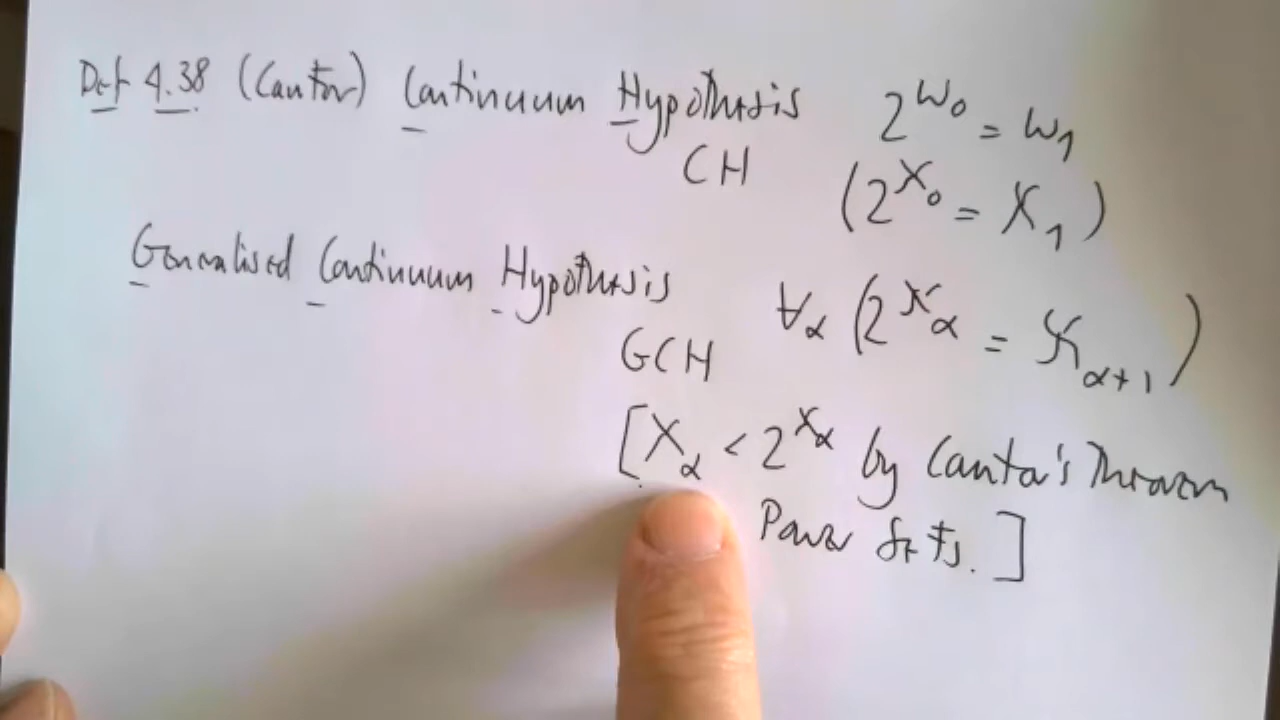 Def 4.38 (Cantor) Continuum Hypothesis 2^ω₀ = ω₁
CH (2^ℵ₀ = ℵ₁)
Generalised Continuum Hypothesis ∀α (2^ℵα = ℵα+1)
GCH
[ℵα < 2^ℵα by Cantor's Theorem
Power Sets.]